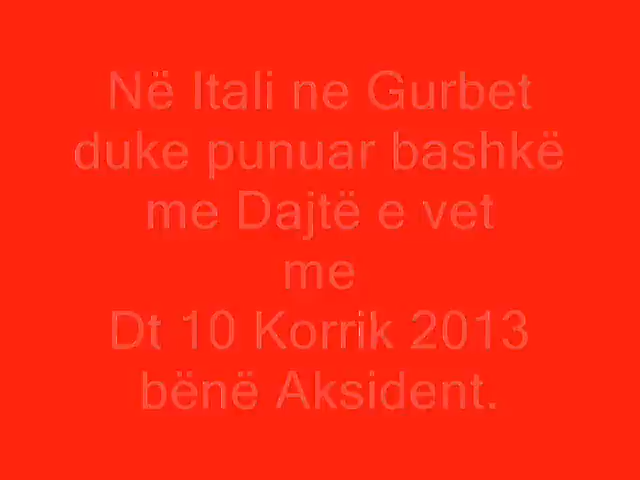 Në Itali ne Gurbet
duke punuar bashkë
me Dajtë e vet
me
Dt 10 Korrik 2013
bënë Aksident.